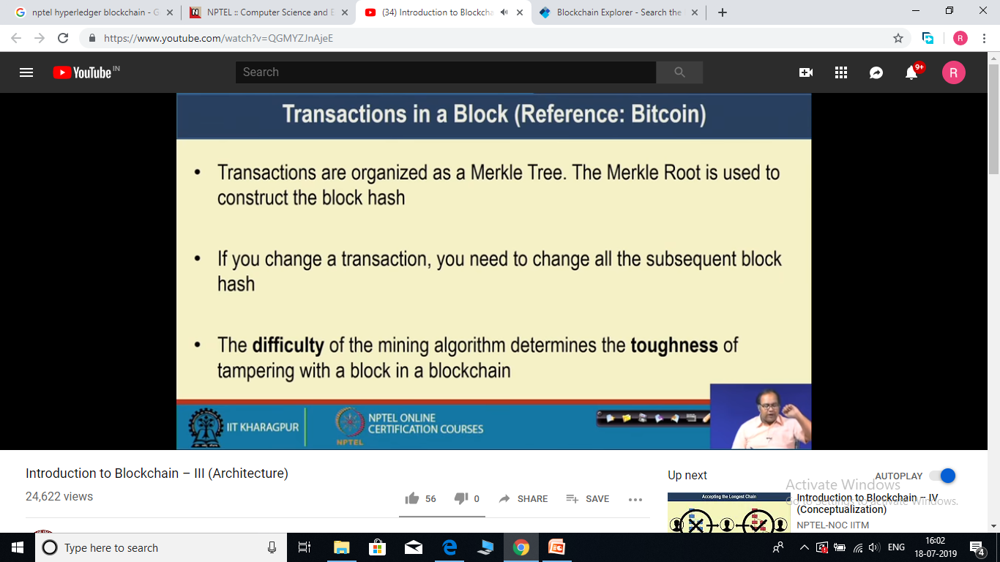 nptel hyperledger blockchain - G
NPTEL :: Computer Science and E
(34) Introduction to Blockcha
Blockchain Explorer - Search the
https://www.youtube.com/watch?v=QGMYZJnAjeE
R
YouTube IN
Search
9+
R
Transactions in a Block (Reference: Bitcoin)
• Transactions are organized as a Merkle Tree. The Merkle Root is used to
construct the block hash
• If you change a transaction, you need to change all the subsequent block
hash
• The difficulty of the mining algorithm determines the toughness of
tampering with a block in a blockchain
IIT KHARAGPUR
NPTEL
NPTEL ONLINE
CERTIFICATION COURSES
Introduction to Blockchain – III (Architecture)
24,622 views
56
0
SHARE
SAVE
Up next
AUTOPLAY
Accepting the Longest Chain
Introduction to Blockchain – IV
(Conceptualization)
NPTEL-NOC IITM
Activate Windows
Go to Settings to activate Windows.
Type here to search
ENG
16:02
18-07-2019
4